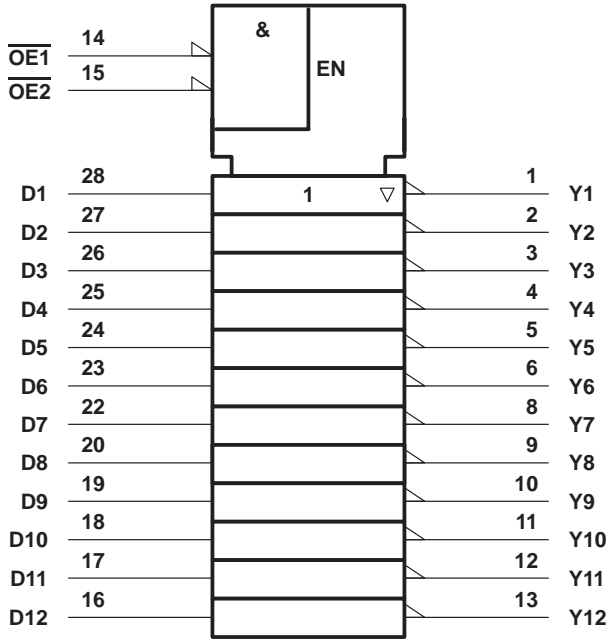 &
14
OE1
EN
15
OE2
28 1
D1 1 ▽ Y1
27 2
D2 Y2
26 3
D3 Y3
25 4
D4 Y4
24 5
D5 Y5
23 6
D6 Y6
22 8
D7 Y7
20 9
D8 Y8
19 10
D9 Y9
18 11
D10 Y10
17 12
D11 Y11
16 13
D12 Y12